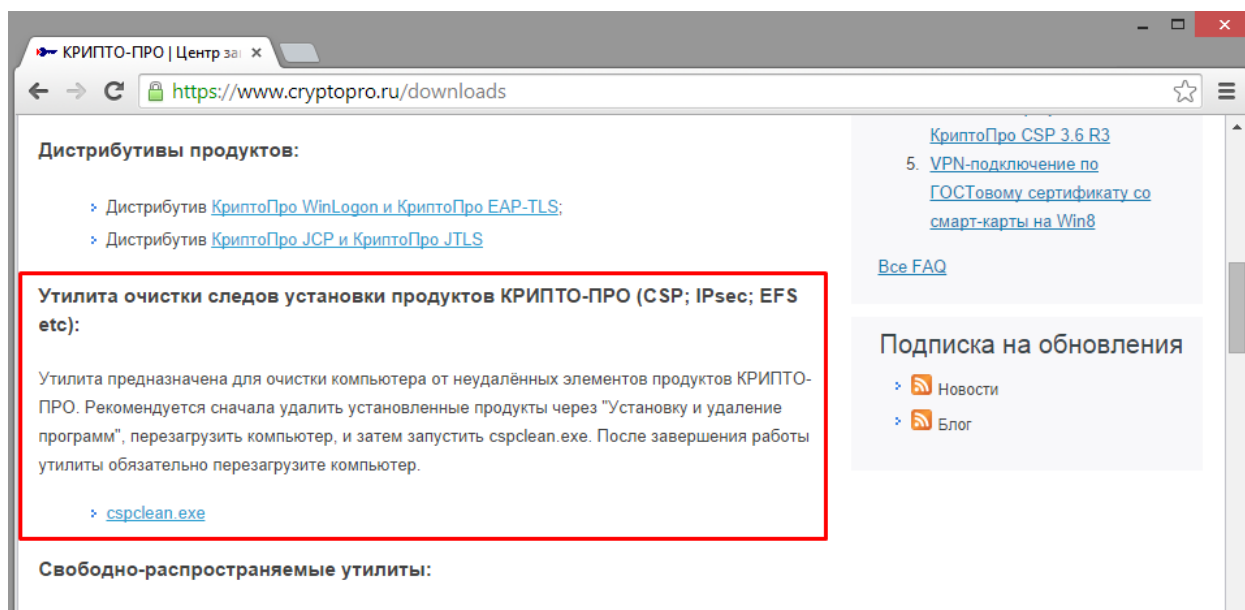 КРИПТО-ПРО | Центр за
https://www.cryptopro.ru/downloads
Дистрибутивы продуктов:
Дистрибутив КриптоПро WinLogon и КриптоПро EAP-TLS;
Дистрибутив КриптоПро JCP и КриптоПро JTLS
Утилита очистки следов установки продуктов КРИПТО-ПРО (CSP; IPsec; EFS
etc):
Утилита предназначена для очистки компьютера от неудалённых элементов продуктов КРИПТО-
ПРО. Рекомендуется сначала удалить установленные продукты через "Установку и удаление
программ", перезагрузить компьютер, и затем запустить cspclean.exe. После завершения работы
утилиты обязательно перезагрузите компьютер.
cspclean.exe
Свободно-распространяемые утилиты:
КриптоПро CSP 3.6 R3
5. VPN-подключение по
ГОСТовому сертификату со
смарт-карты на Win8
Все FAQ
Подписка на обновления
Новости
Блог